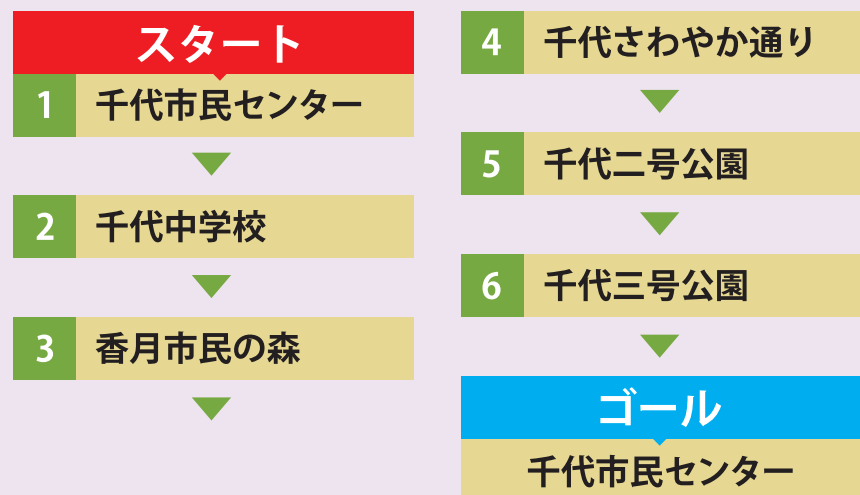 スタート
1 千代市民センター
2 千代中学校
3 香月市民の森
4 千代さわやか通り
5 千代二号公園
6 千代三号公園
ゴール
千代市民センター